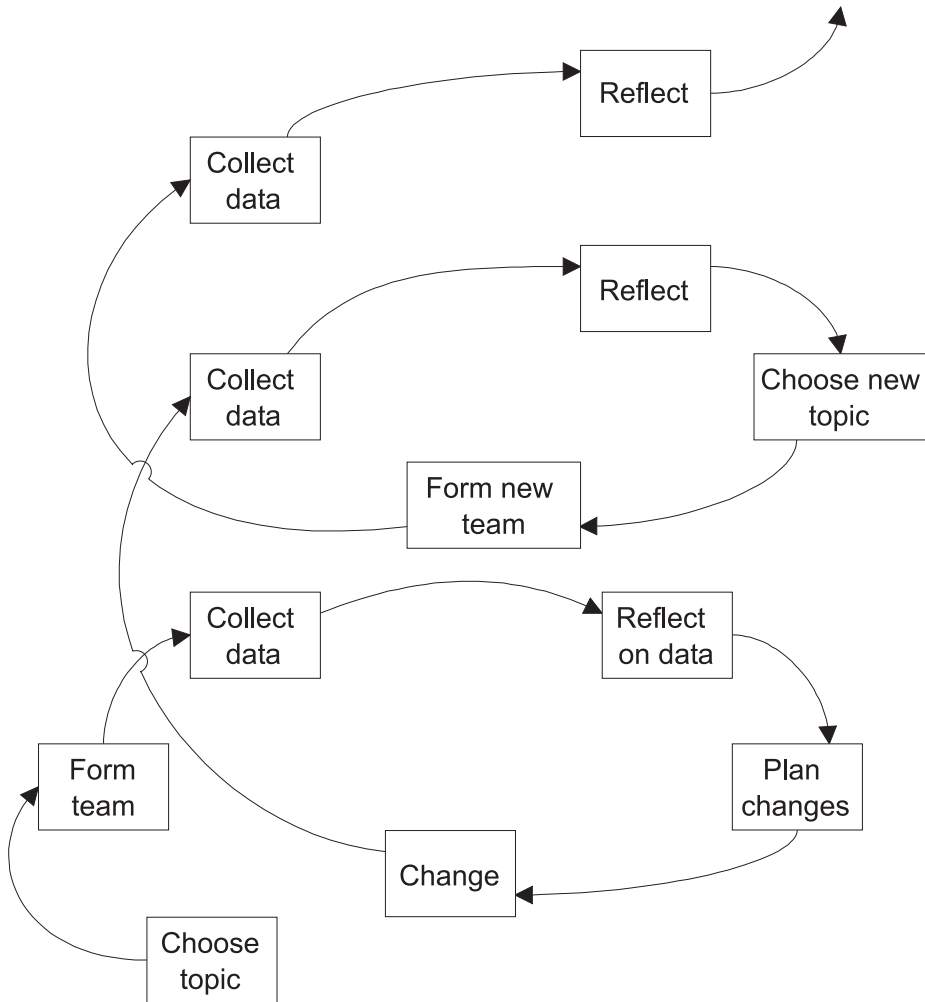 Reflect
Collect
data
Reflect
Collect
data
Choose new
topic
Form new
team
Collect
data
Reflect
on data
Form
team
Plan
changes
Change
Choose
topic